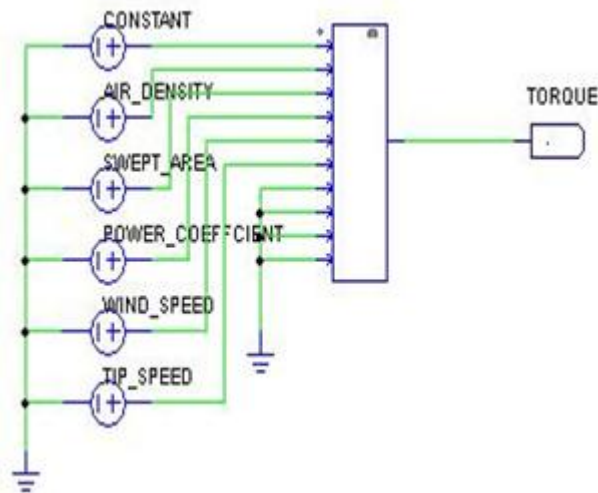 CONSTANT
AIR_DENSITY
TORQUE
SWEPT_AREA
POWER_COEFFCIENT
WIND_SPEED
TIP_SPEED